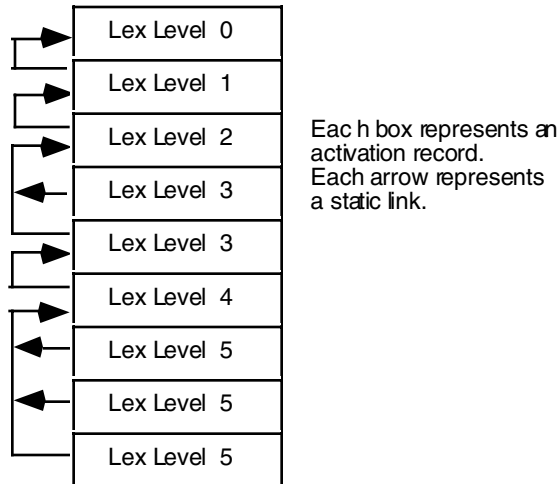 Lex Level 0
Lex Level 1
Lex Level 2
Lex Level 3
Lex Level 3
Lex Level 4
Lex Level 5
Lex Level 5
Lex Level 5
Eac h box represents an
activation record.
Each arrow represents
a static link.